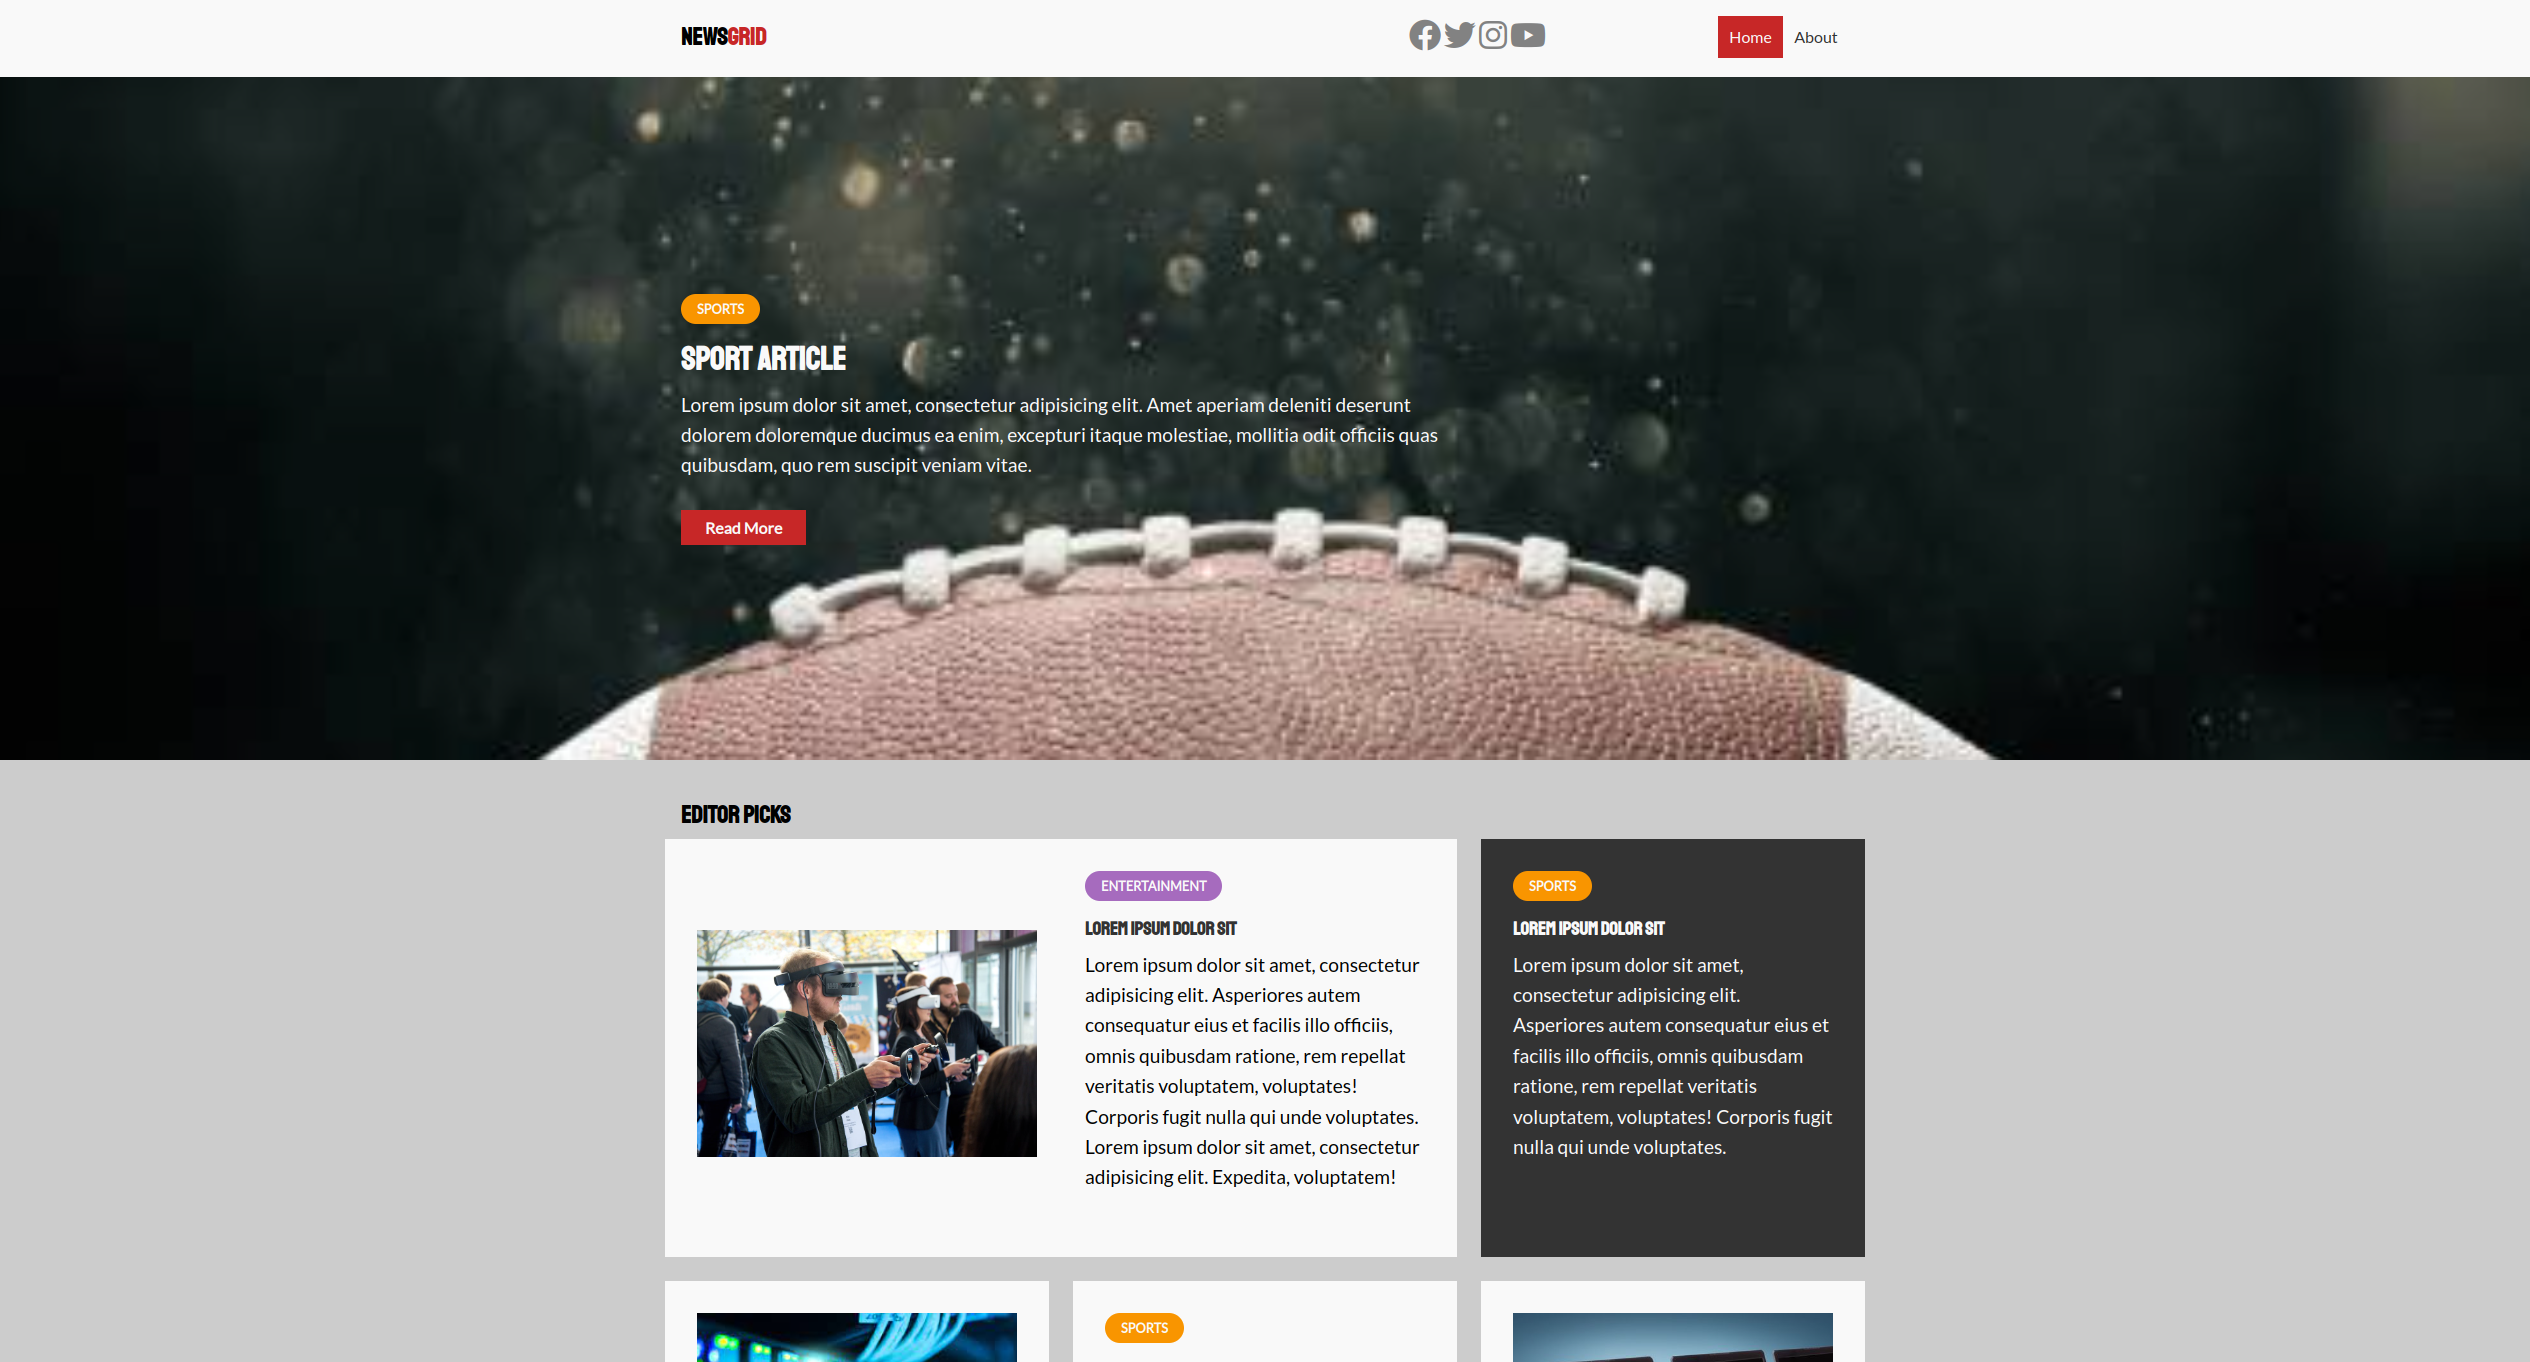 NEWSGRID
Home About
SPORTS
SPORT ARTICLE
Lorem ipsum dolor sit amet, consectetur adipisicing elit. Amet aperiam deleniti deserunt
dolorem doloremque ducimus ea enim, excepturi itaque molestiae, mollitia odit officiis quas
quibusdam, quo rem suscipit veniam vitae.
Read More
EDITOR PICKS
ENTERTAINMENT
LOREM IPSUM DOLOR SIT
Lorem ipsum dolor sit amet, consectetur
adipisicing elit. Asperiores autem
consequatur eius et facilis illo officiis,
omnis quibusdam ratione, rem repellat
veritatis voluptatem, voluptates!
Corporis fugit nulla qui unde voluptates.
Lorem ipsum dolor sit amet, consectetur
adipisicing elit. Expedita, voluptatem!
SPORTS
LOREM IPSUM DOLOR SIT
Lorem ipsum dolor sit amet,
consectetur adipisicing elit.
Asperiores autem consequatur eius et
facilis illo officiis, omnis quibusdam
ratione, rem repellat veritatis
voluptatem, voluptates! Corporis fugit
nulla qui unde voluptates.
SPORTS